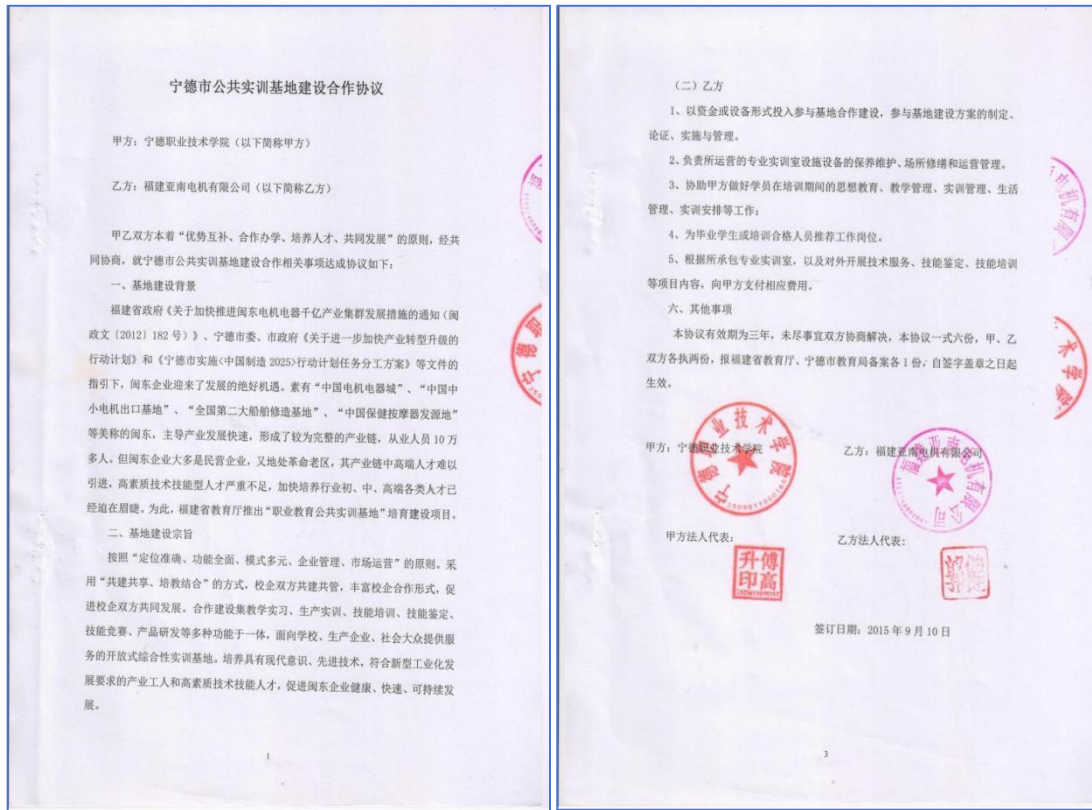 宁德市公共实训基地建设合作协议
甲方：宁德职业技术学院（以下简称甲方）
乙方：福建亚南电机有限公司（以下简称乙方）
甲乙双方本着“优势互补、合作办学、培养人才、共同发展”的原则，经共
同协商，就宁德市公共实训基地建设合作相关事项达成协议如下：
一、基地建设背景
福建省政府《关于加快推进闽东电机电器千亿产业集群发展措施的通知（闽
政文〔2012〕182 号）》、宁德市委、市政府《关于进一步加快产业转型升级的
行动计划》和《宁德市实施〈中国制造 2025〉行动计划任务分工方案》等文件的
指引下，闽东企业迎来了发展的绝好机遇。素有“中国电机电器城”、“中国中
小电机出口基地”、“全国第二大船舶修造基地”、“中国保健按摩器发源地”
等美称的闽东，主导产业发展快速，形成了较为完整的产业链，从业人员 10 万
多人。但闽东企业大多是民营企业，又地处革命老区，其产业链中高端人才难以
引进，高素质技术技能型人才严重不足，加快培养行业初、中、高端各类人才已
经迫在眉睫。为此，福建省教育厅推出“职业教育公共实训基地”培育建设项目。
二、基地建设宗旨
按照“定位准确、功能全面、模式多元、企业管理、市场运营”的原则。采
用“共建共享、培教结合”的方式，校企双方共建共管，丰富校企合作形式，促
进校企双方共同发展。合作建设集教学实习、生产实训、技能培训、技能鉴定、
技能竞赛、产品研发等多种功能于一体，面向学校、生产企业、社会大众提供服
务的开放式综合性实训基地。培养具有现代意识、先进技术，符合新型工业化发
展要求的产业工人和高素质技术技能人才，促进闽东企业健康、快速、可持续发
展。
1
（二）乙方
1、以资金或设备形式投入参与基地合作建设，参与基地建设方案的制定、
论证、实施与管理。
2、负责所运营的专业实训室设施设备的保养维护、场所修缮和运营管理。
3、协助甲方做好学员在培训期间的思想教育、教学管理、实训管理、生活
管理、实训安排等工作；
4、为毕业学生或培训合格人员推荐工作岗位。
5、根据所承包专业实训室，以及对外开展技术服务、技能鉴定、技能培训
等项目内容，向甲方支付相应费用。
六、其他事项
本协议有效期为三年，未尽事宜双方协商解决，本协议一式六份，甲、乙
双方各执两份，报福建省教育厅、宁德市教育局备案各 1 份，自签字盖章之日起
生效。
甲方：宁德职业技术学院
乙方：福建亚南电机有限公司
宁德职业技术学院
福建亚南电机有限公司
甲方法人代表：
乙方法人代表：
傅高升印
签订日期：2015 年 9 月 10 日
3